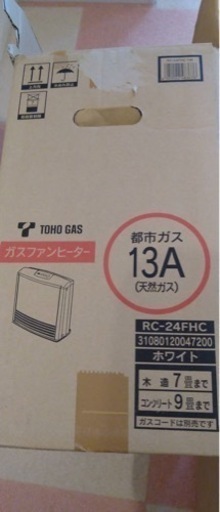 TOHO GAS
ガスファンヒーター
都市ガス
13A
(天然ガス)
RC-24FHC
31080120047200
ホワイト
木造 7畳まで
コンクリート 9畳まで
ガスコードは別売です